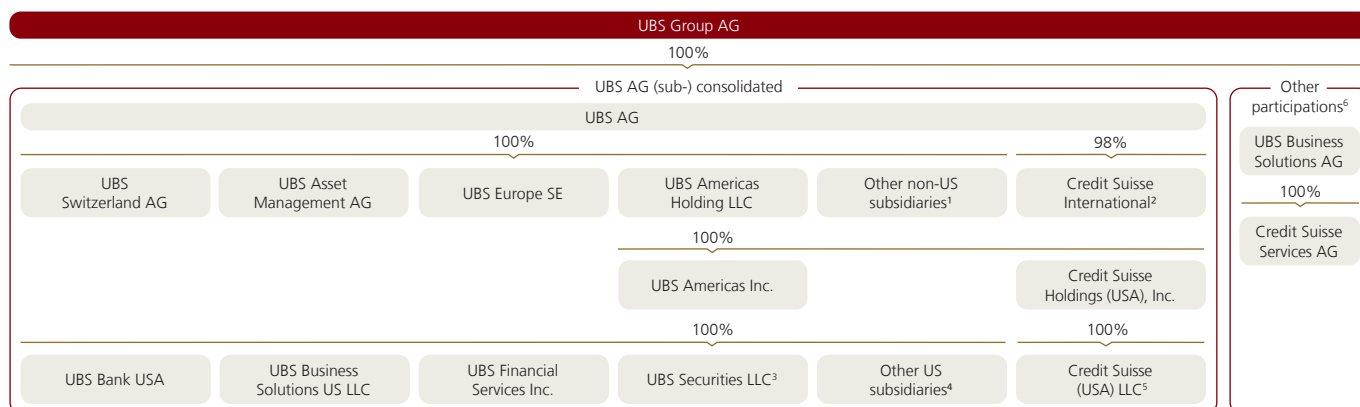 UBS Group AG
100%
UBS AG (sub-) consolidated
UBS AG
100%
98%
UBS
Switzerland AG
UBS Asset
Management AG
UBS Europe SE
UBS Americas
Holding LLC
Other non-US
subsidiaries¹
Credit Suisse
International²
100%
UBS Americas Inc.
Credit Suisse
Holdings (USA), Inc.
100%
100%
UBS Bank USA
UBS Business
Solutions US LLC
UBS Financial
Services Inc.
UBS Securities LLC³
Other US
subsidiaries⁴
Credit Suisse
(USA) LLC⁵
Other
participations⁶
UBS Business
Solutions AG
100%
Credit Suisse
Services AG